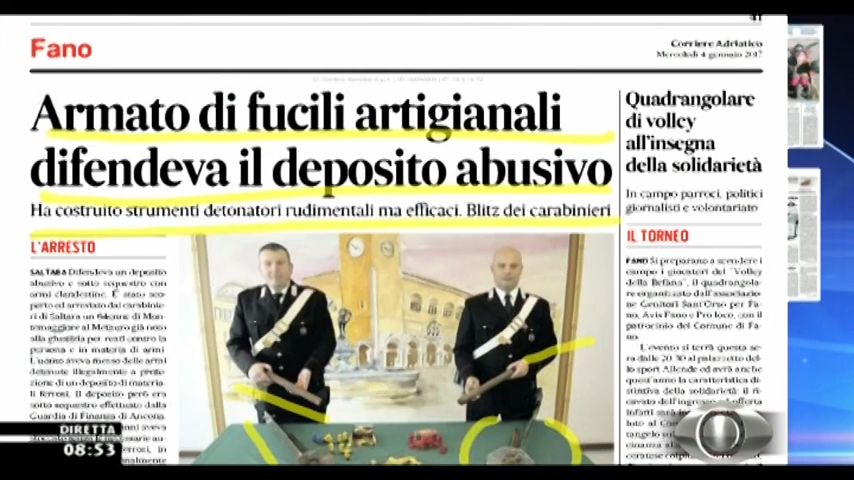 Fano
Corriere Adriatico
Mercoledì 4 gennaio 2017
Armato di fucili artigianali
difendeva il deposito abusivo
Ha costruito strumenti detonatori rudimentali ma efficaci. Blitz dei carabinieri
L'ARRESTO
SALTARA Difendeva un deposito
abusivo e sotto sequestro con
armi clandestine. È stato sco-
perto ed arrestato dai carabinie-
ri di Saltara un 61enne di Mon-
temaggiore al Metauro già noto
alla giustizia per reati contro la
persona e in materia di armi.
L'uomo aveva messo delle armi
detenute illegalmente a prote-
zione di un deposito di materia-
li ferrosi. Il deposito però era
sotto sequestro effettuato dalla
Guardia di Finanza di Ancona.
Quadrangolare
di volley
all'insegna
della solidarietà
In campo parroci, politici
giornalisti e volontariato
IL TORNEO
FANO Si preparano a scendere i
campo i giocatori del "Volley
della Befana", il quadrangola-
re organizzato dall'associazio-
ne Genitori Sant'Orso per Fa-
no, Avis Fano e Pro loco, con il
patrocinio del Comune di Fa-
no.
L'evento si terrà questa se-
ra dalle 20.30 al palazzetto del-
lo sport Allende ed avrà anche
quest'anno la caratteristica di-
stintiva della solidarietà: il ri-
cavato dell'ingresso ad offerta
infatti sarà
DIRETTA
08:53